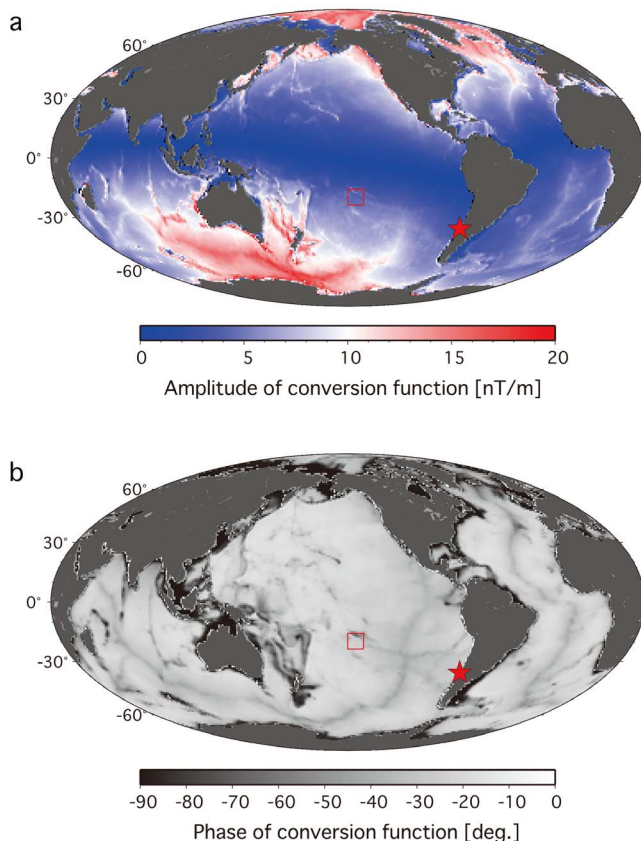 a
60°
30°
0°
-30°
-60°
0 5 10 15 20
Amplitude of conversion function [nT/m]
b
60°
30°
0°
-30°
-60°
-90 -80 -70 -60 -50 -40 -30 -20 -10 0
Phase of conversion function [deg.]